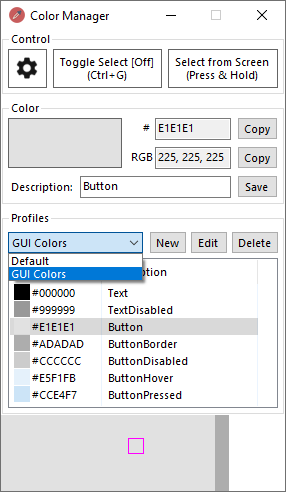 Color Manager
Control
Toggle Select [Off]
(Ctrl+G)
Select from Screen
(Press & Hold)
Color
# E1E1E1 Copy
RGB 225, 225, 225 Copy
Description: Button Save
Profiles
GUI Colors New Edit Delete
Default
GUI Colors
#000000 Text
#999999 TextDisabled
#E1E1E1 Button
#ADADAD ButtonBorder
#CCCCCC ButtonDisabled
#E5F1FB ButtonHover
#CCE4F7 ButtonPressed